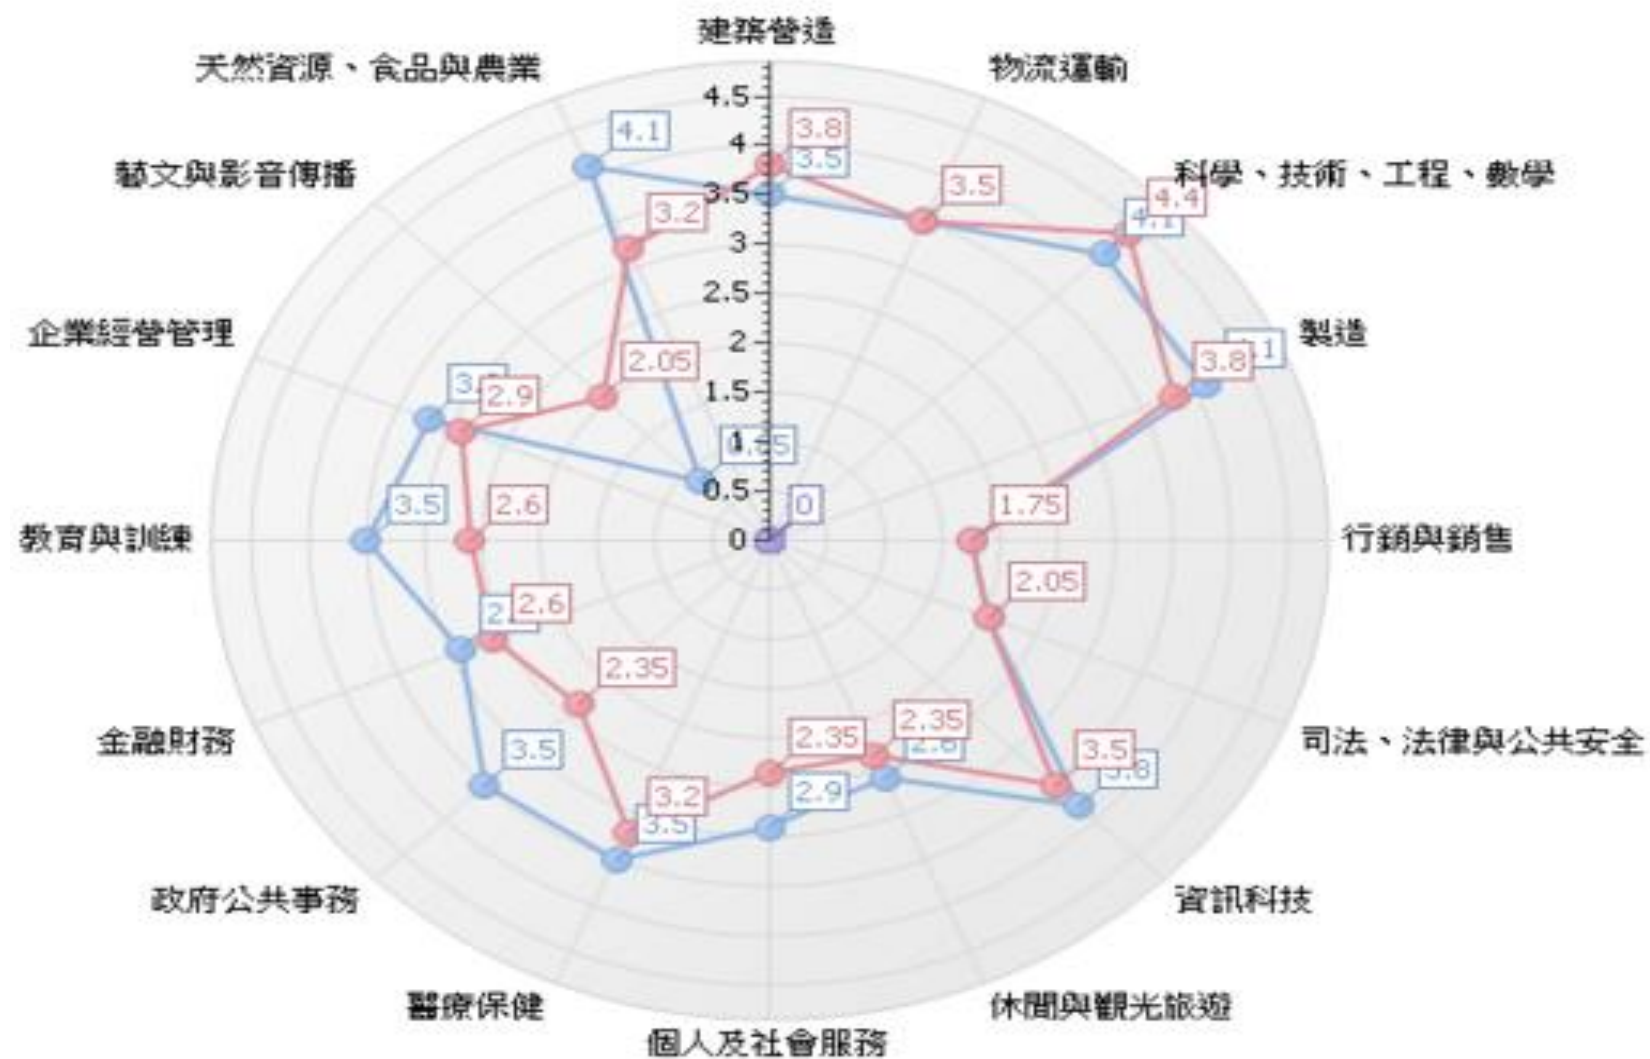 建築營造
天然資源、食品與農業
物流運輸
4.5
4.1
4
3.8
3.5
藝文與影音傳播
科學、技術、工程、數學
3.5
3.5
4.4
4.1
3.2
3
2.5
企業經營管理
製造
2
2.05
3.8
2.9
1.5
1
0.5
0
0
教育與訓練
3.5
2.6
1.75
行銷與銷售
2.6
2.05
2.35
金融財務
司法、法律與公共安全
3.5
2.35
2.35
2.6
3.5
3.8
3.2
2.9
3.5
政府公共事務
資訊科技
醫療保健
休閒與觀光旅遊
個人及社會服務